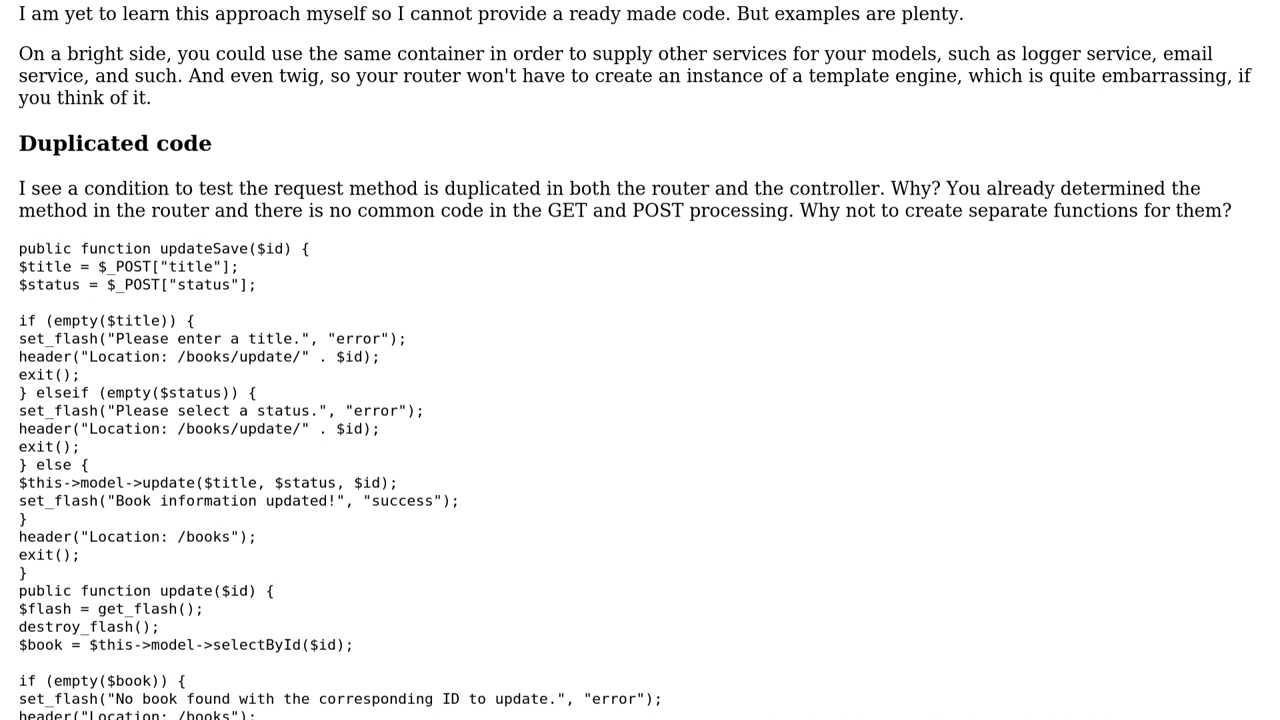 I am yet to learn this approach myself so I cannot provide a ready made code. But examples are plenty.
On a bright side, you could use the same container in order to supply other services for your models, such as logger service, email
service, and such. And even twig, so your router won't have to create an instance of a template engine, which is quite embarrassing, if
you think of it.
Duplicated code
I see a condition to test the request method is duplicated in both the router and the controller. Why? You already determined the
method in the router and there is no common code in the GET and POST processing. Why not to create separate functions for them?
public function updateSave($id) {
$title = $_POST["title"];
$status = $_POST["status"];
if (empty($title)) {
set_flash("Please enter a title.", "error");
header("Location: /books/update/" . $id);
exit();
} elseif (empty($status)) {
set_flash("Please select a status.", "error");
header("Location: /books/update/" . $id);
exit();
} else {
$this->model->update($title, $status, $id);
set_flash("Book information updated!", "success");
}
header("Location: /books");
exit();
}
public function update($id) {
$flash = get_flash();
destroy_flash();
$book = $this->model->selectById($id);
if (empty($book)) {
set_flash("No book found with the corresponding ID to update.", "error");
header("Location: /books");